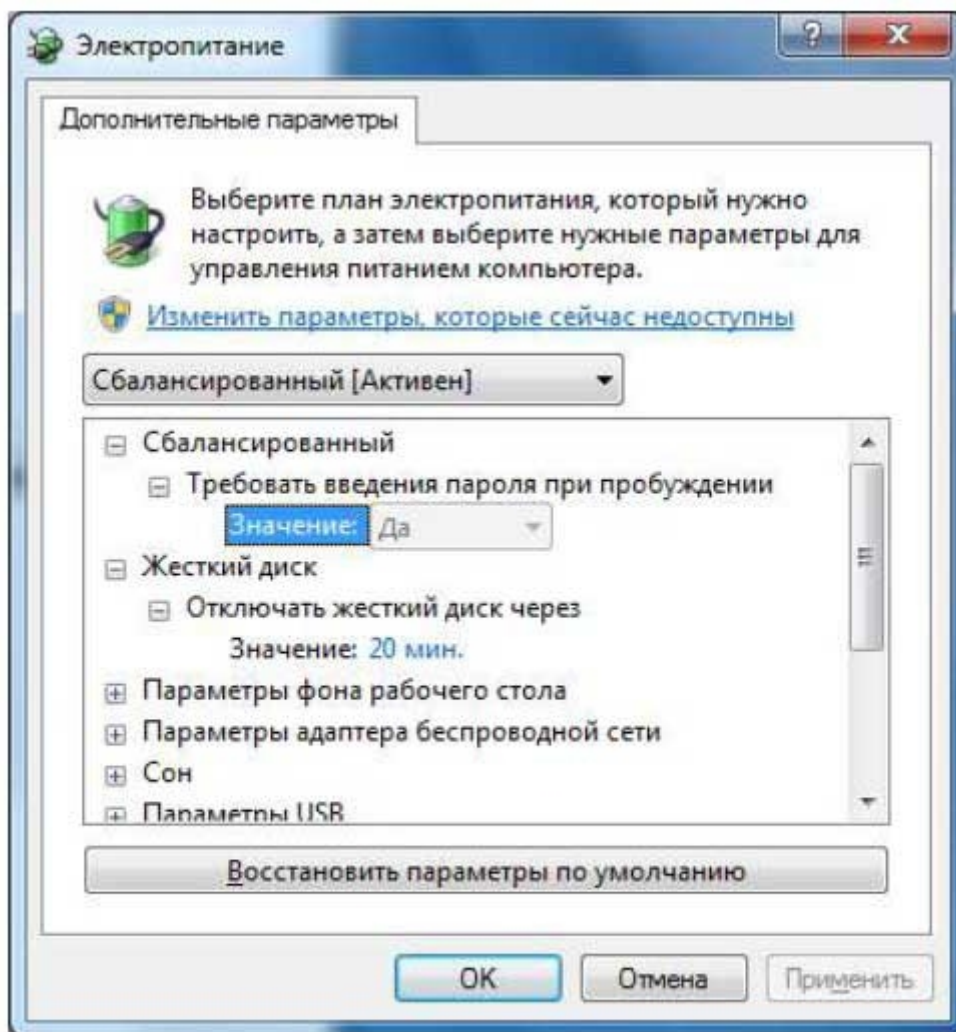 Электропитание
Дополнительные параметры
Выберите план электропитания, который нужно
настроить, а затем выберите нужные параметры для
управления питанием компьютера.
Изменить параметры, которые сейчас недоступны
Сбалансированный [Активен]
Сбалансированный
Требовать введения пароля при пробуждении
Значение: Да
Жесткий диск
Отключать жесткий диск через
Значение: 20 мин.
Параметры фона рабочего стола
Параметры адаптера беспроводной сети
Сон
Параметры USB
Восстановить параметры по умолчанию
ОК Отмена Применить